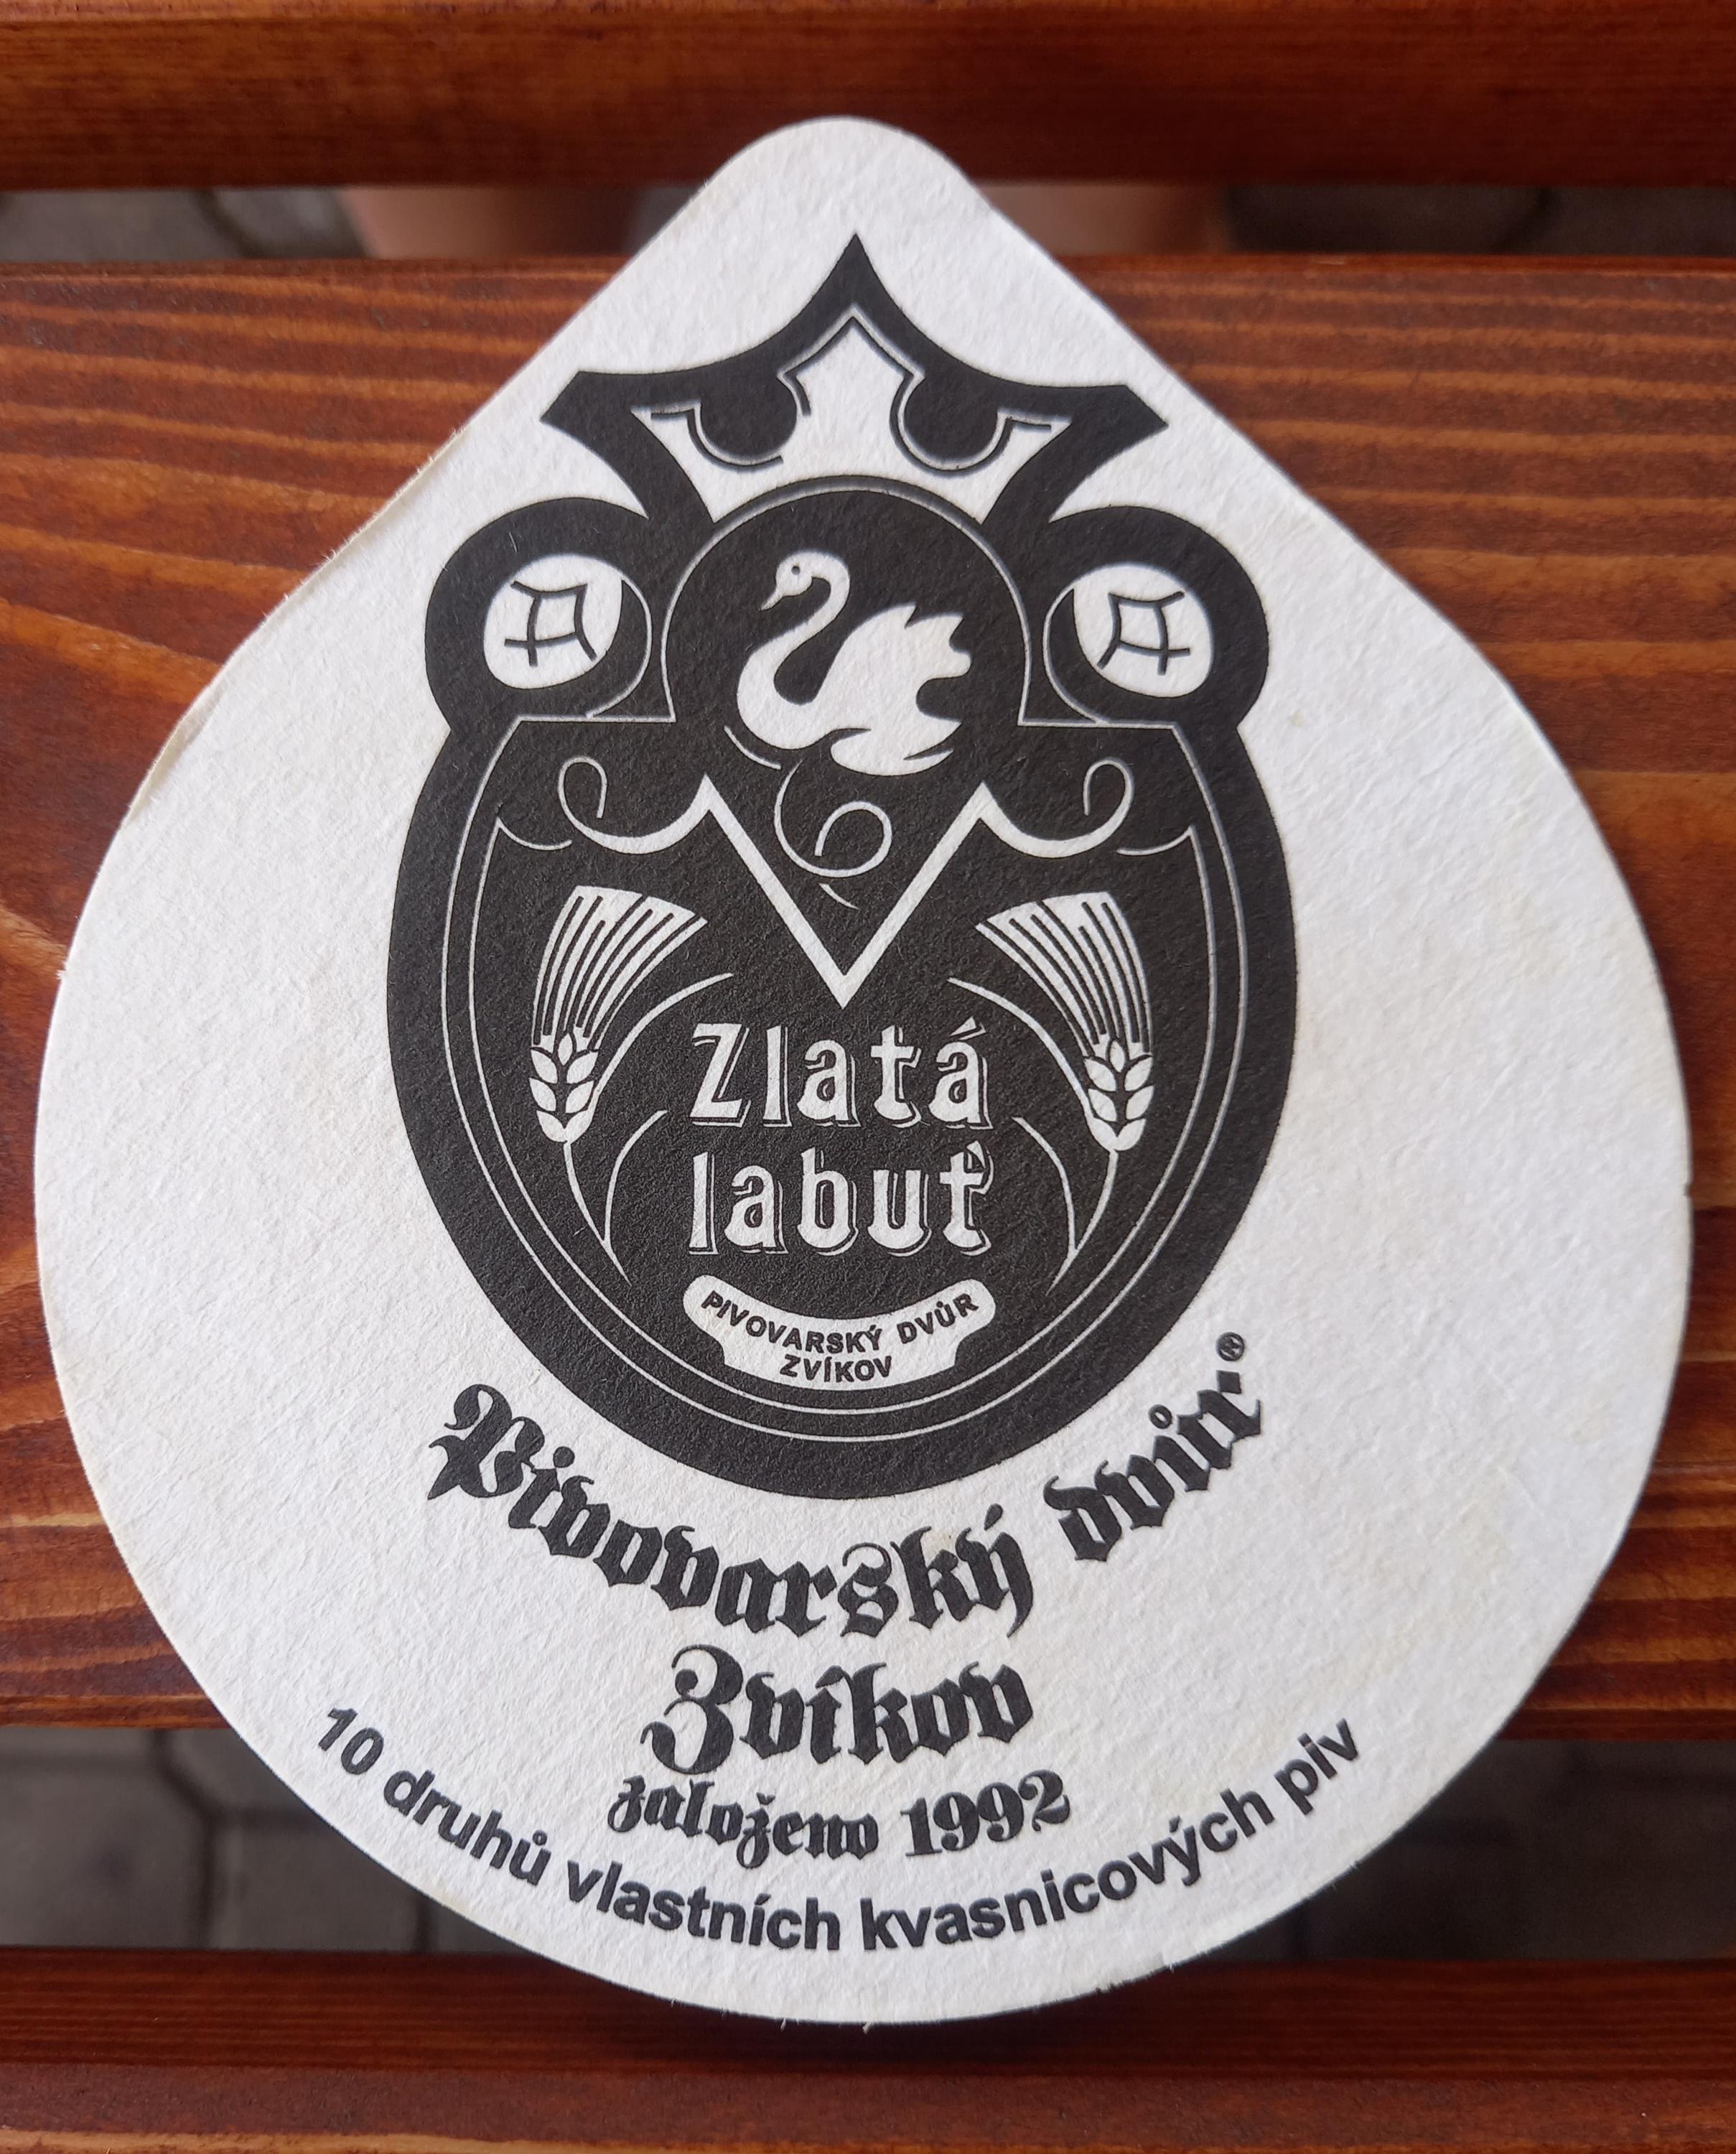 Zlatá
labuť
PIVOVARSKÝ DVŮR
ZVÍKOV
Pivovarský dvůr®
Zvíkov
založeno 1992
10 druhů vlastních kvasnicových piv